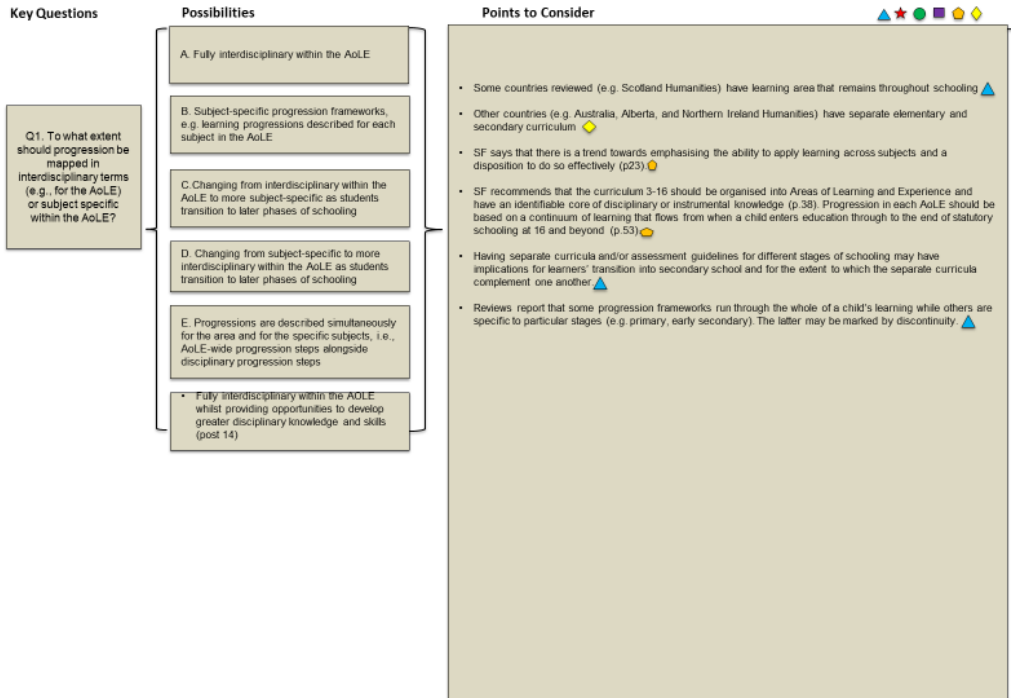 Key Questions
Possibilities
Points to Consider
Q1. To what extent
should progression be
mapped in
interdisciplinary terms
(e.g., for the AoLE)
or subject specific
within the AoLE?
A. Fully interdisciplinary within the AoLE
B. Subject-specific progression frameworks,
e.g. learning progressions described for each
subject in the AoLE
C.Changing from interdisciplinary within the
AoLE to more subject-specific as students
transition to later phases of schooling
D. Changing from subject-specific to more
interdisciplinary within the AoLE as students
transition to later phases of schooling
E. Progressions are described simultaneously
for the area and for the specific subjects, i.e.,
AoLE-wide progression steps alongside
disciplinary progression steps
• Fully interdisciplinary within the AOLE
whilst providing opportunities to develop
greater disciplinary knowledge and skills
(post 14)
• Some countries reviewed (e.g. Scotland Humanities) have learning area that remains throughout schooling
• Other countries (e.g. Australia, Alberta, and Northern Ireland Humanities) have separate elementary and
secondary curriculum
• SF says that there is a trend towards emphasising the ability to apply learning across subjects and a
disposition to do so effectively (p23).
• SF recommends that the curriculum 3-16 should be organised into Areas of Learning and Experience and
have an identifiable core of disciplinary or instrumental knowledge (p.38). Progression in each AoLE should be
based on a continuum of learning that flows from when a child enters education through to the end of statutory
schooling at 16 and beyond (p.53)
• Having separate curricula and/or assessment guidelines for different stages of schooling may have
implications for learners' transition into secondary school and for the extent to which the separate curricula
complement one another.
• Reviews report that some progression frameworks run through the whole of a child's learning while others are
specific to particular stages (e.g. primary, early secondary). The latter may be marked by discontinuity.